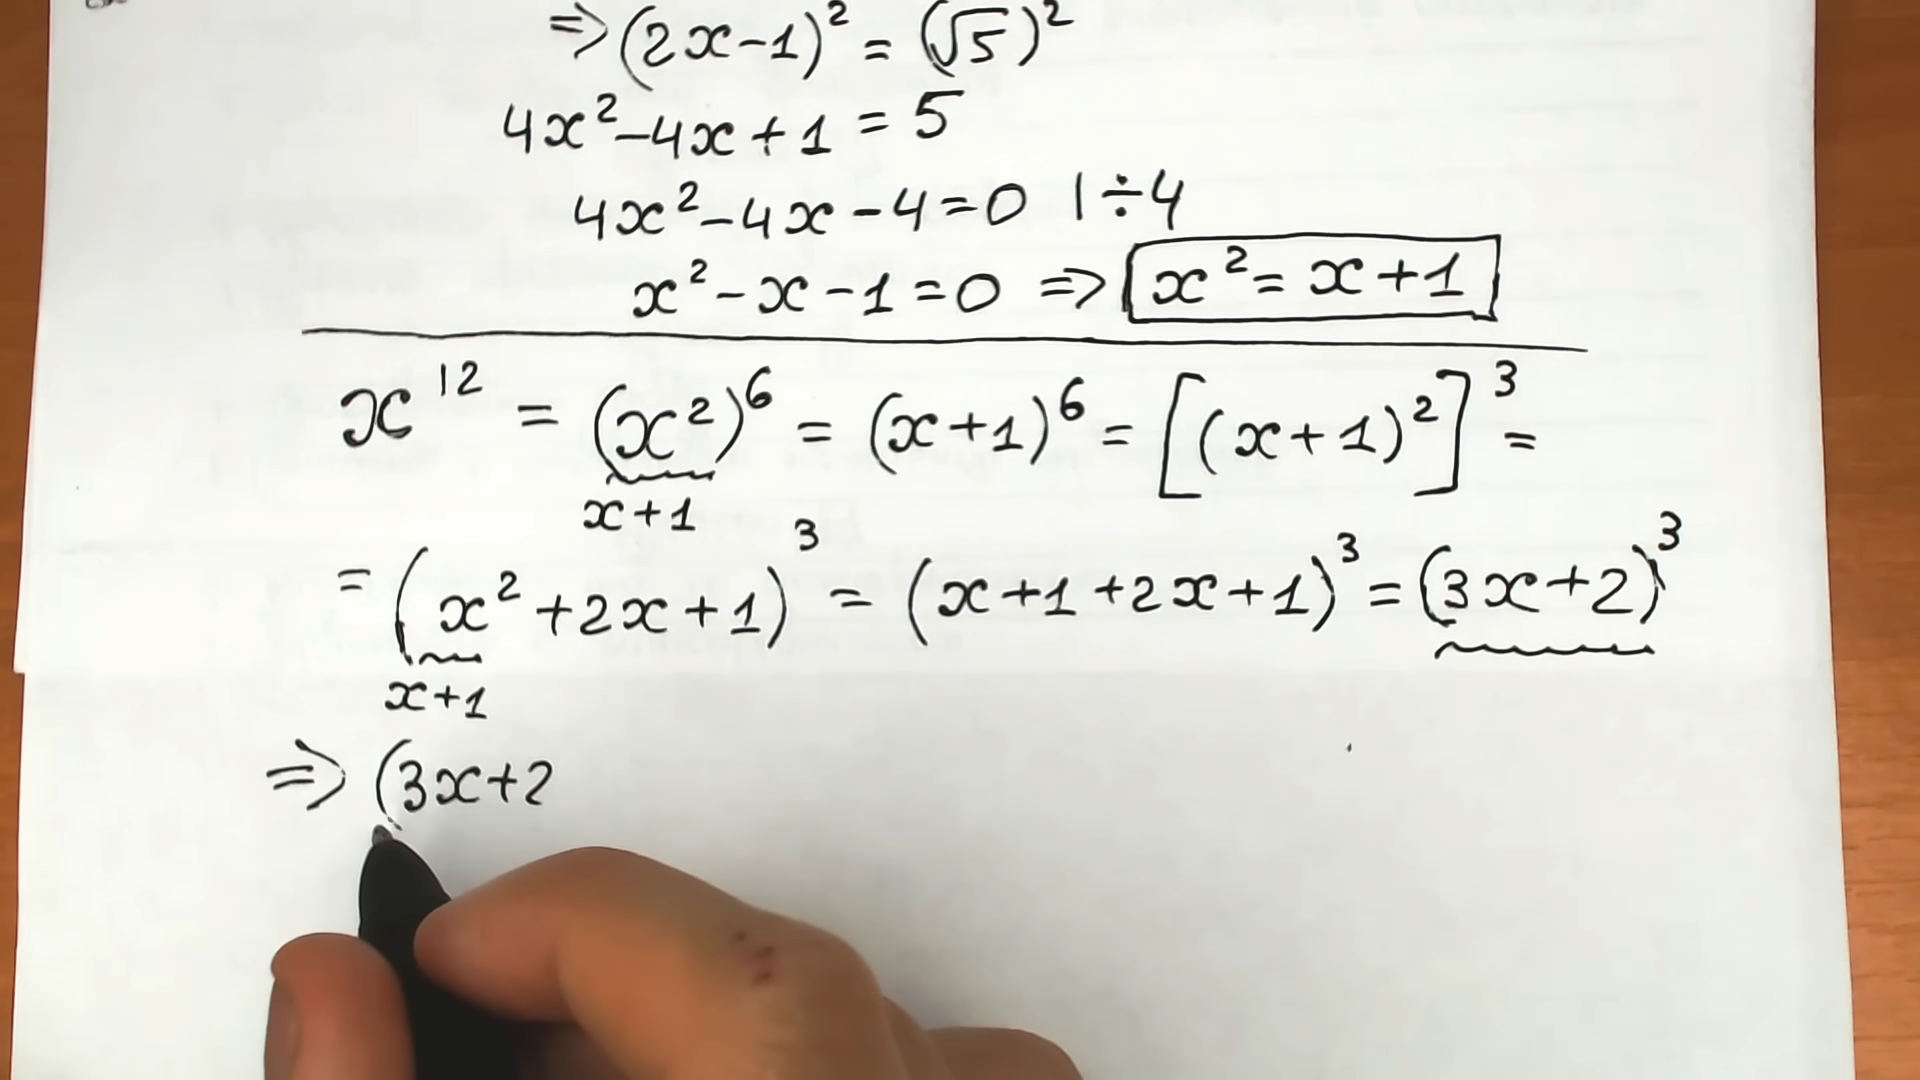 => (2x-1)² = (√5)²
4x²-4x+1 = 5
4x²-4x-4=0 |÷4
x²-x-1=0 => x²=x+1
x¹² = (x²)⁶ = (x+1)⁶ = [(x+1)²]³ =
x+1
= (x²+2x+1)³ = (x+1+2x+1)³ = (3x+2)³
x+1
=> (3x+2